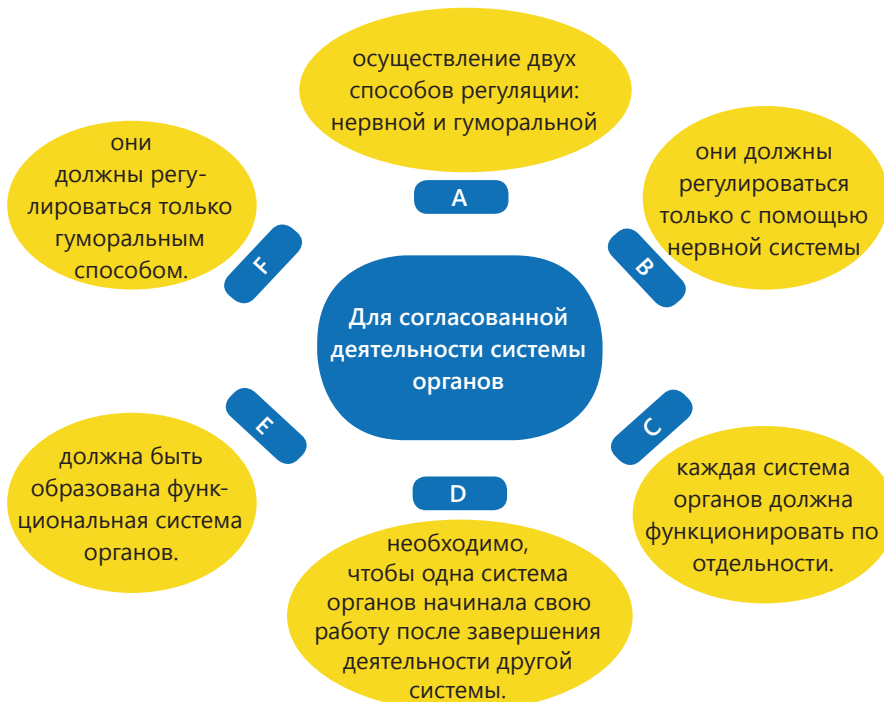 осуществление двух
способов регуляции:
нервной и гуморальной
A
они должны
регулироваться
только с помощью
нервной системы
B
каждая система
органов должна
функционировать по
отдельности.
C
необходимо,
чтобы одна система
органов начинала свою
работу после завершения
деятельности другой
системы.
D
должна быть
образована функ-
циональная система
органов.
E
они
должны регу-
лироваться только
гуморальным
способом.
F
Для согласованной
деятельности системы
органов